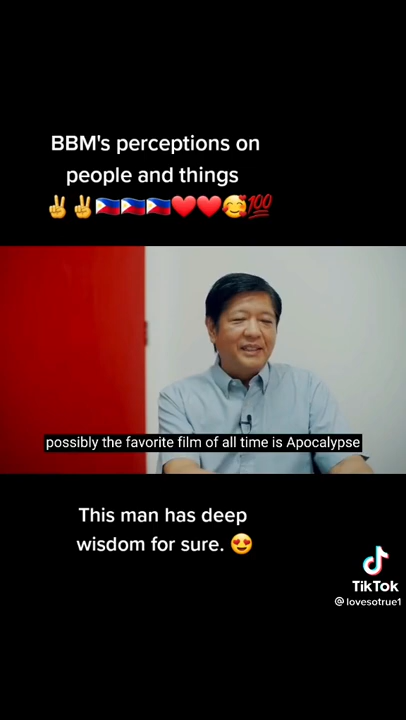 BBM's perceptions on
people and things
✌️✌️🇵🇭🇵🇭🇵🇭❤️❤️🥰💯
possibly the favorite film of all time is Apocalypse
This man has deep
wisdom for sure. 😍
TikTok
@lovesotrue1